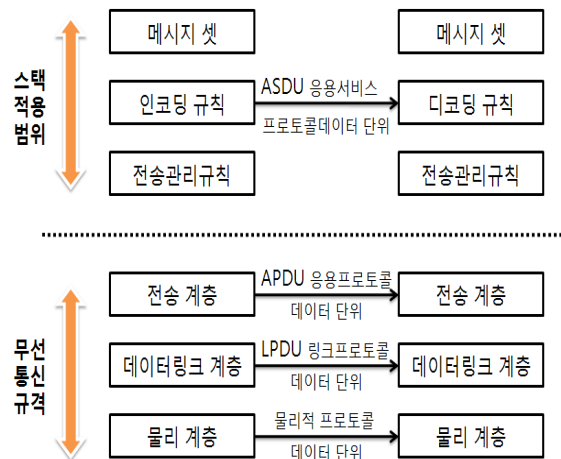 메시지 셋
메시지 셋
스택
적용
범위
인코딩 규칙
ASDU 응용서비스
프로토콜데이터 단위
디코딩 규칙
전송관리규칙
전송관리규칙
무선
통신
규격
전송 계층
APDU 응용프로토콜
데이터 단위
전송 계층
데이터링크 계층
LPDU 링크프로토콜
데이터 단위
데이터링크 계층
물리 계층
물리적 프로토콜
데이터 단위
물리 계층